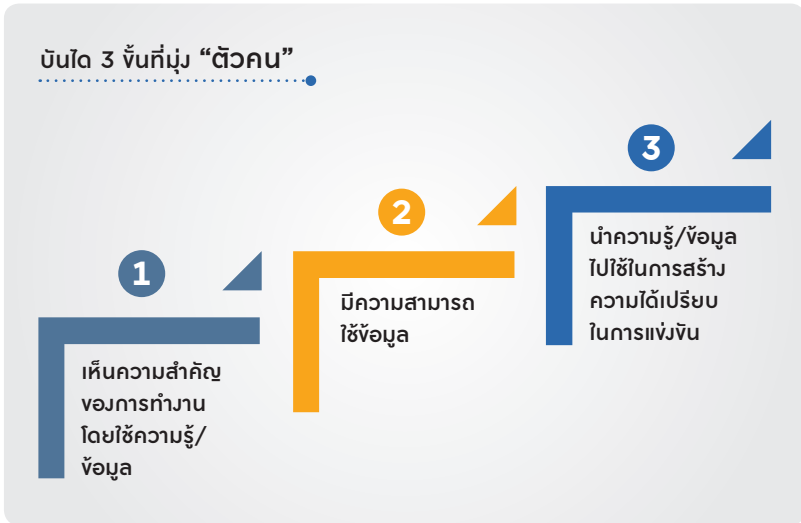 บันได 3 ขั้นที่มุ่ง “ตัวคน”
1
เห็นความสำคัญ
ของการทำงาน
โดยใช้ความรู้/
ข้อมูล
2
มีความสามารถ
ใช้ข้อมูล
3
นำความรู้/ข้อมูล
ไปใช้ในการสร้าง
ความได้เปรียบ
ในการแข่งขัน